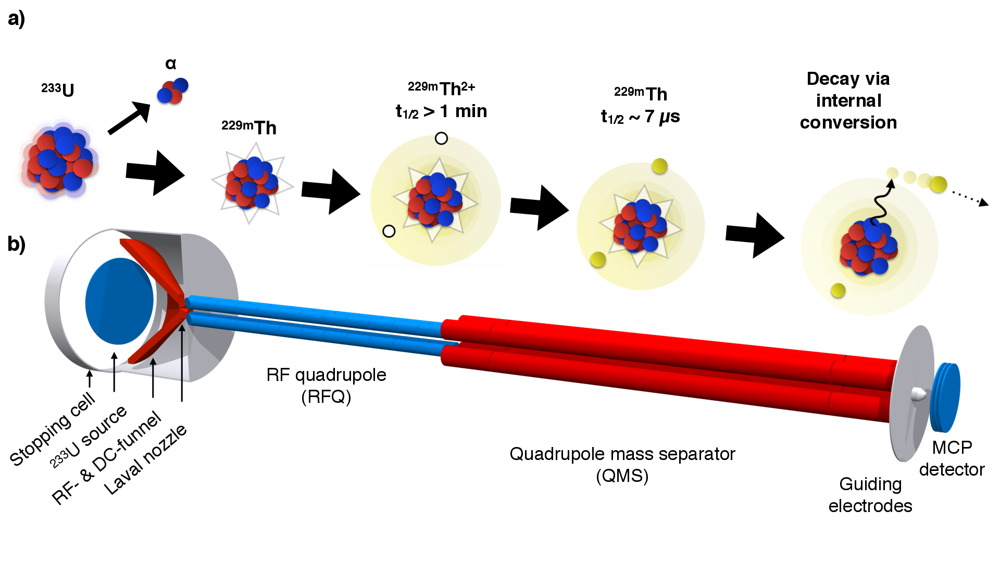 a)
α
²³³U
²²⁹ᵐTh
²²⁹ᵐTh²⁺
t₁/₂ > 1 min
²²⁹ᵐTh
t₁/₂ ~ 7 µs
Decay via
internal
conversion
b)
Stopping cell
²³³U source
RF- & DC-funnel
Laval nozzle
RF quadrupole
(RFQ)
Quadrupole mass separator
(QMS)
Guiding
electrodes
MCP
detector